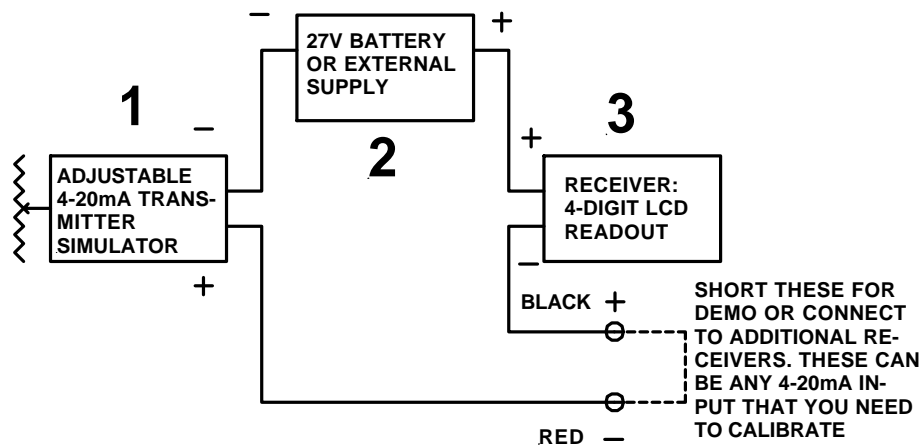 − +
27V BATTERY
OR EXTERNAL
SUPPLY
1
2
3
−
+
ADJUSTABLE
4-20mA TRANS-
MITTER
SIMULATOR
+
RECEIVER:
4-DIGIT LCD
READOUT
−
BLACK +
RED −
SHORT THESE FOR
DEMO OR CONNECT
TO ADDITIONAL RE-
CEIVERS. THESE CAN
BE ANY 4-20mA IN-
PUT THAT YOU NEED
TO CALIBRATE